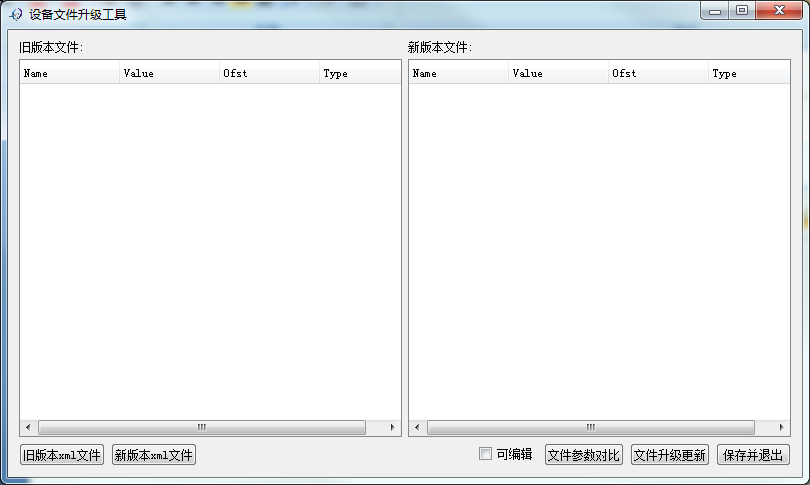 设备文件升级工具
旧版本文件:
新版本文件:
Name Value Ofst Type
Name Value Ofst Type
旧版本xml文件 新版本xml文件 可编辑 文件参数对比 文件升级更新 保存并退出